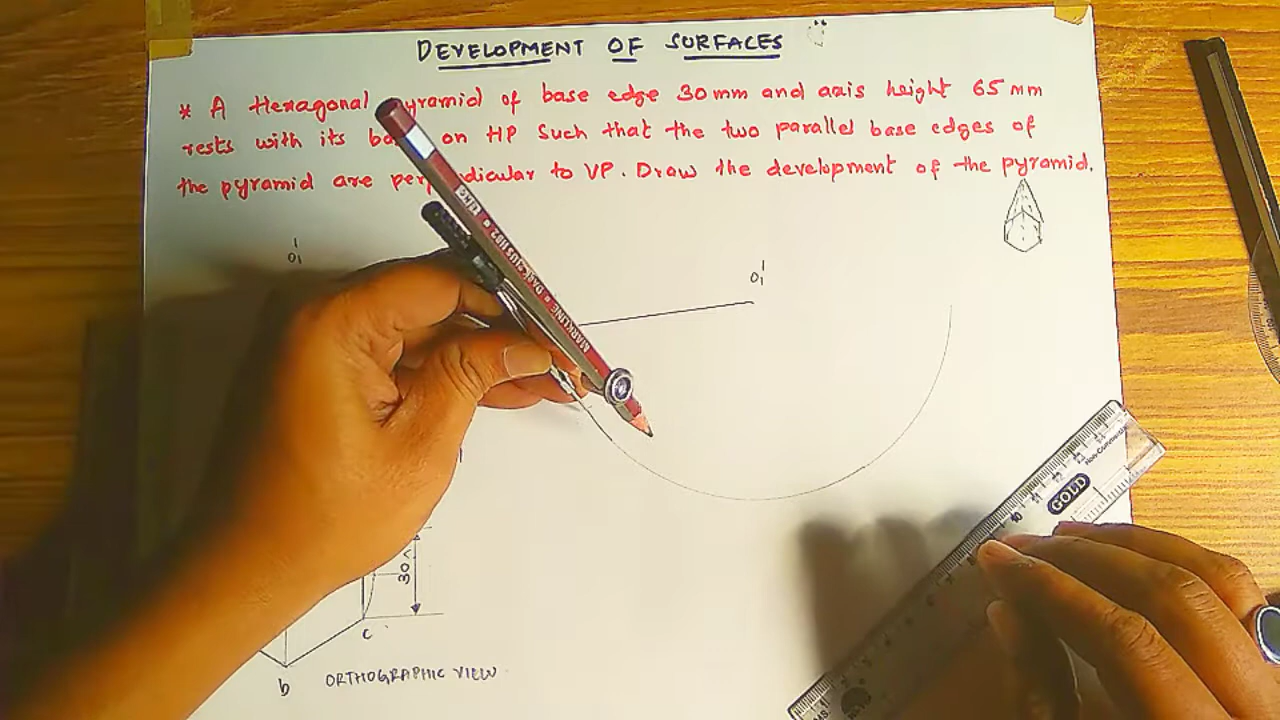 DEVELOPMENT OF SURFACES
* A Hexagonal pyramid of base edge 30 mm and axis height 65 mm
rests with its on HP Such that the two parallel base edges of
the pyramid are to VP. Draw the development of the pyramid.
o₁'
o₁'
30
c
b
ORTHOGRAPHIC VIEW
MARKLINE
GOLD